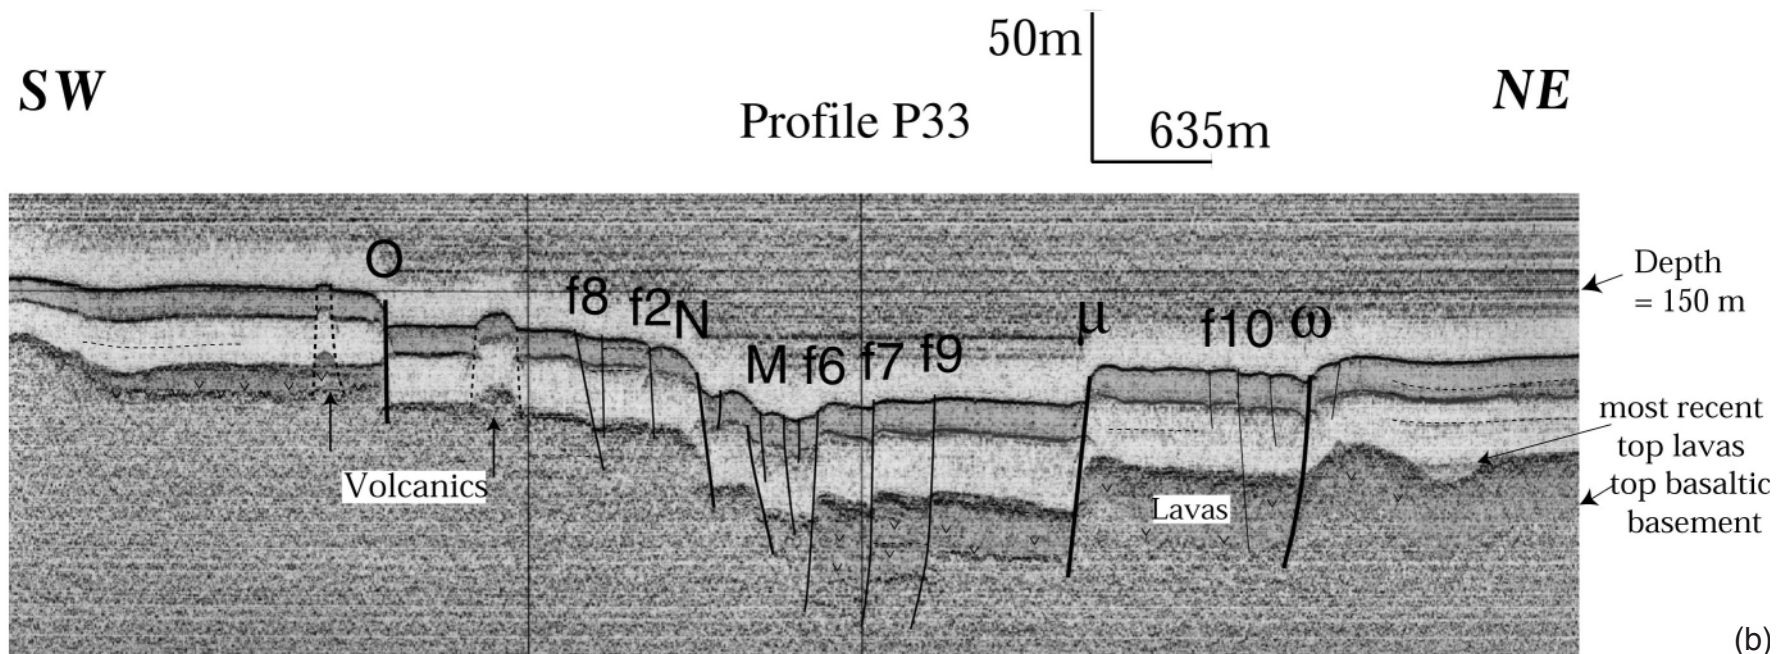 50m
SW
NE
Profile P33
635m
O
Depth
= 150 m
f8
f2
N
μ
f10
ω
M
f6
f7
f9
most recent
top lavas
Volcanics
top basaltic
Lavas
basement
(b)